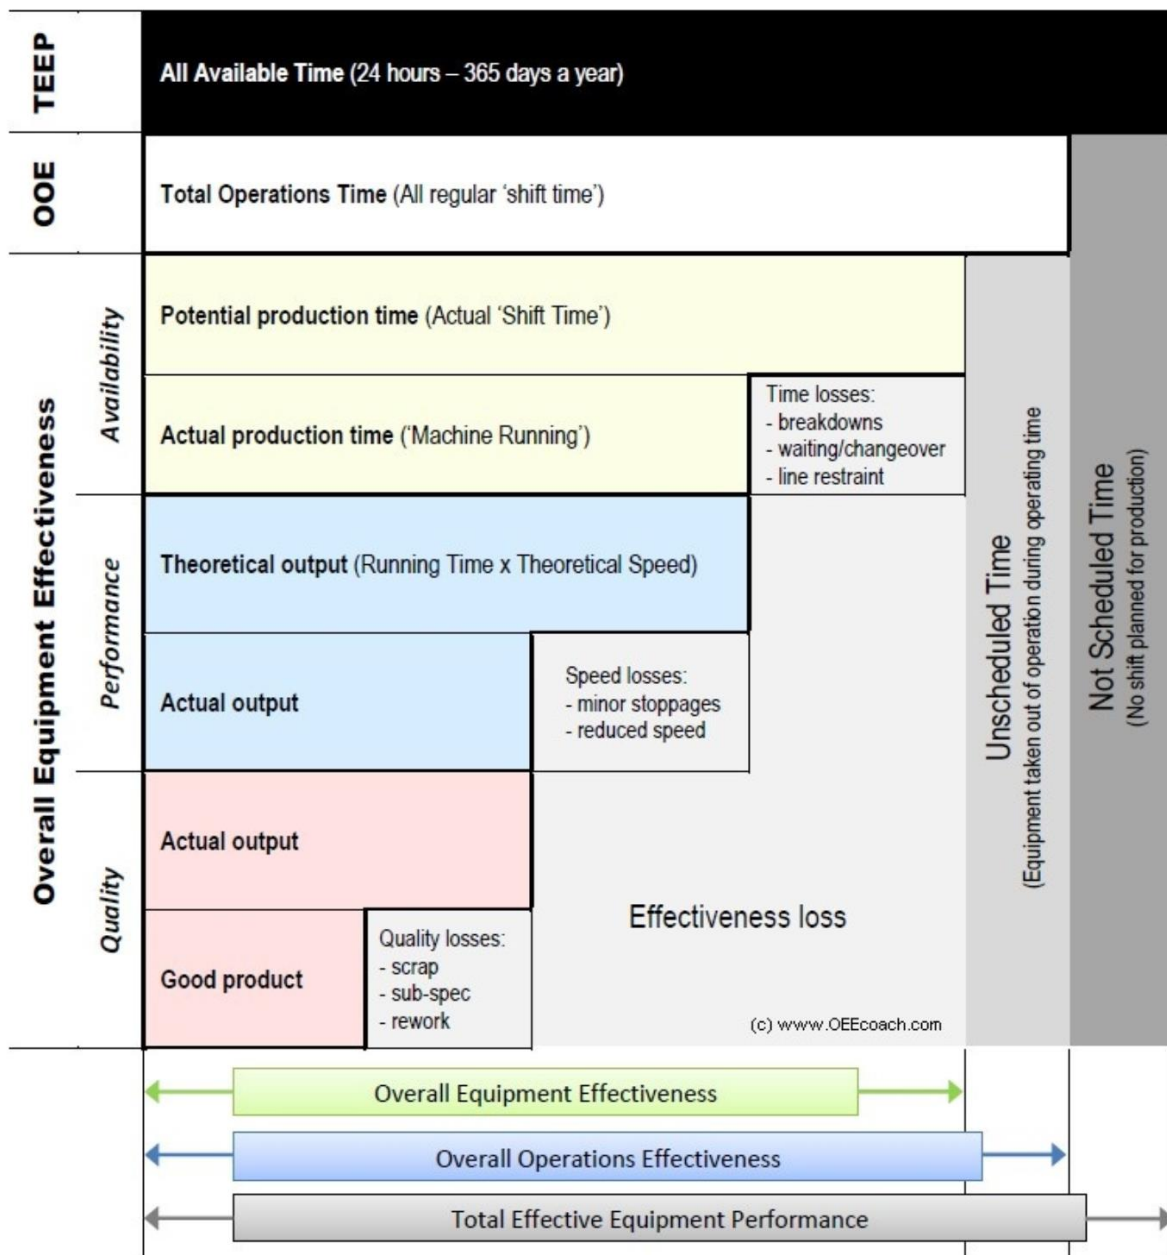 TEEP
All Available Time (24 hours – 365 days a year)
OOE
Total Operations Time (All regular ‘shift time’)
Overall Equipment Effectiveness
Availability
Potential production time (Actual ‘Shift Time’)
Actual production time (‘Machine Running’)
Time losses:
- breakdowns
- waiting/changeover
- line restraint
Performance
Theoretical output (Running Time x Theoretical Speed)
Actual output
Speed losses:
- minor stoppages
- reduced speed
Quality
Actual output
Good product
Quality losses:
- scrap
- sub-spec
- rework
Effectiveness loss
(c) www.OEEcoach.com
Unscheduled Time
(Equipment taken out of operation during operating time)
Not Scheduled Time
(No shift planned for production)
Overall Equipment Effectiveness
Overall Operations Effectiveness
Total Effective Equipment Performance